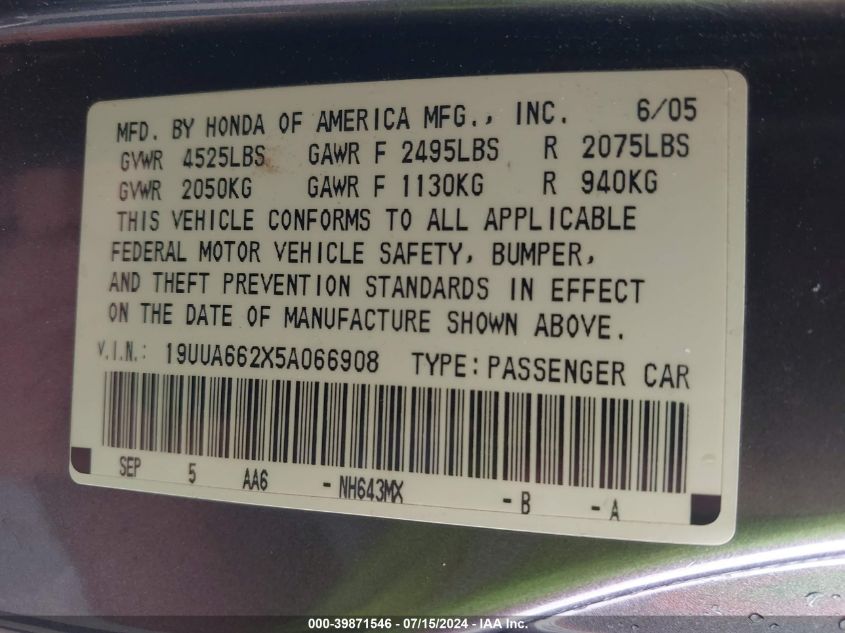 MFD. BY HONDA OF AMERICA MFG., INC. 6/05
GVWR 4525LBS GAWR F 2495LBS R 2075LBS
GVWR 2050KG GAWR F 1130KG R 940KG
THIS VEHICLE CONFORMS TO ALL APPLICABLE
FEDERAL MOTOR VEHICLE SAFETY, BUMPER,
AND THEFT PREVENTION STANDARDS IN EFFECT
ON THE DATE OF MANUFACTURE SHOWN ABOVE.
V.I.N.: 19UUA662X5A066908 TYPE:PASSENGER CAR
SEP 5 AA6 - NH643MX - B - A
000-39871546 / 07/15/2024 - IAA Inc.